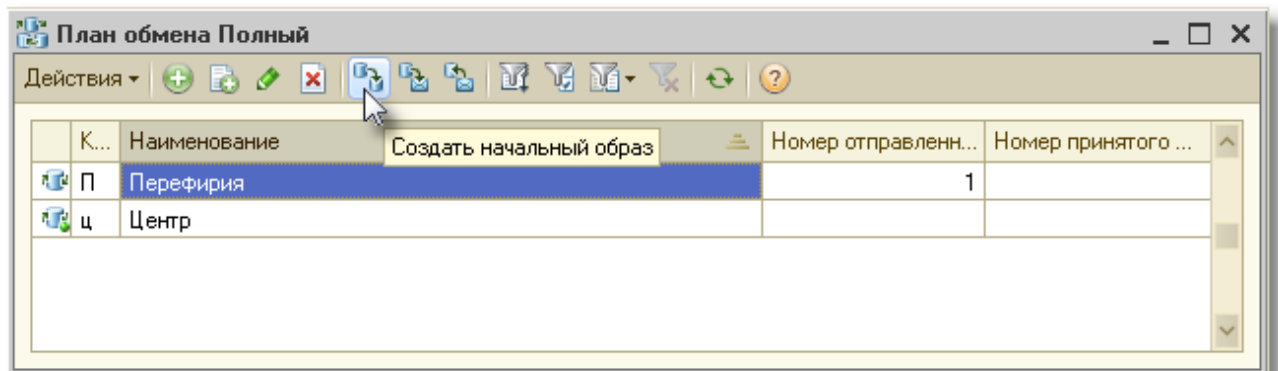 План обмена Полный
Действия
К... Наименование Номер отправленн... Номер принятого ...
Создать начальный образ
П Перефирия 1
ц Центр